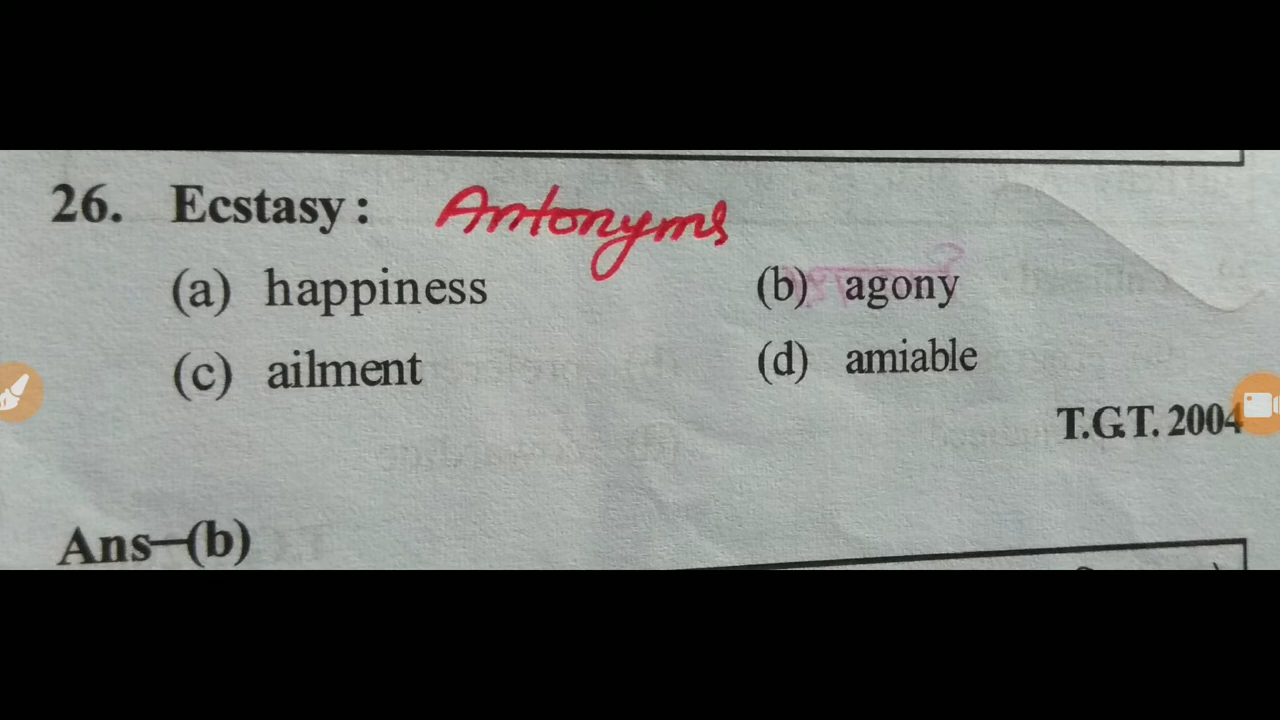 26. Ecstasy : Antonyms
(a) happiness (b) agony
(c) ailment (d) amiable
T.G.T. 2004
Ans-(b)